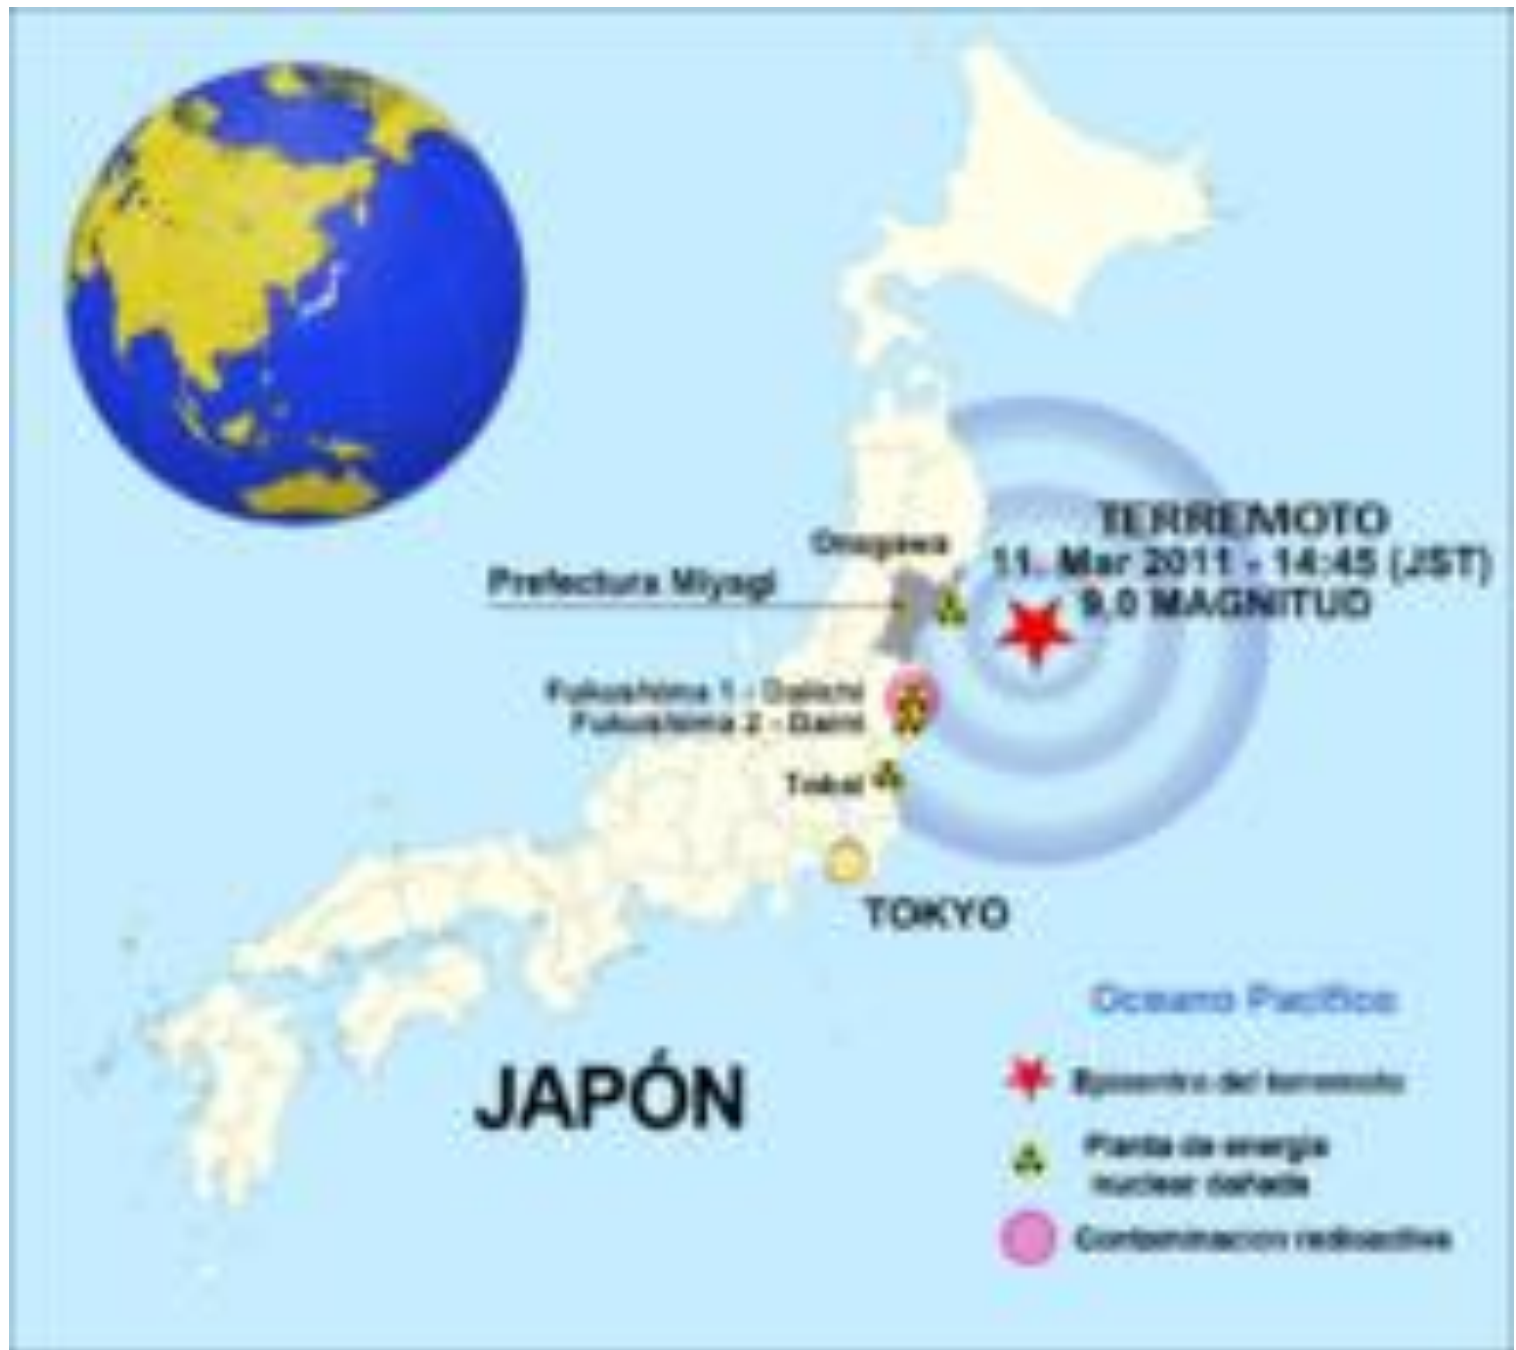 Onagawa
TERREMOTO
11- Mar 2011 - 14:45 (JST)
9,0 MAGNITUD
Prefectura Miyagi
Fukushima 1 - Daiichi
Fukushima 2 - Daini
Tokai
TOKYO
Oceano Pacifico
JAPÓN
Epicentro del terremoto
Planta de energia
nuclear dañada
Contaminacion radioactiva